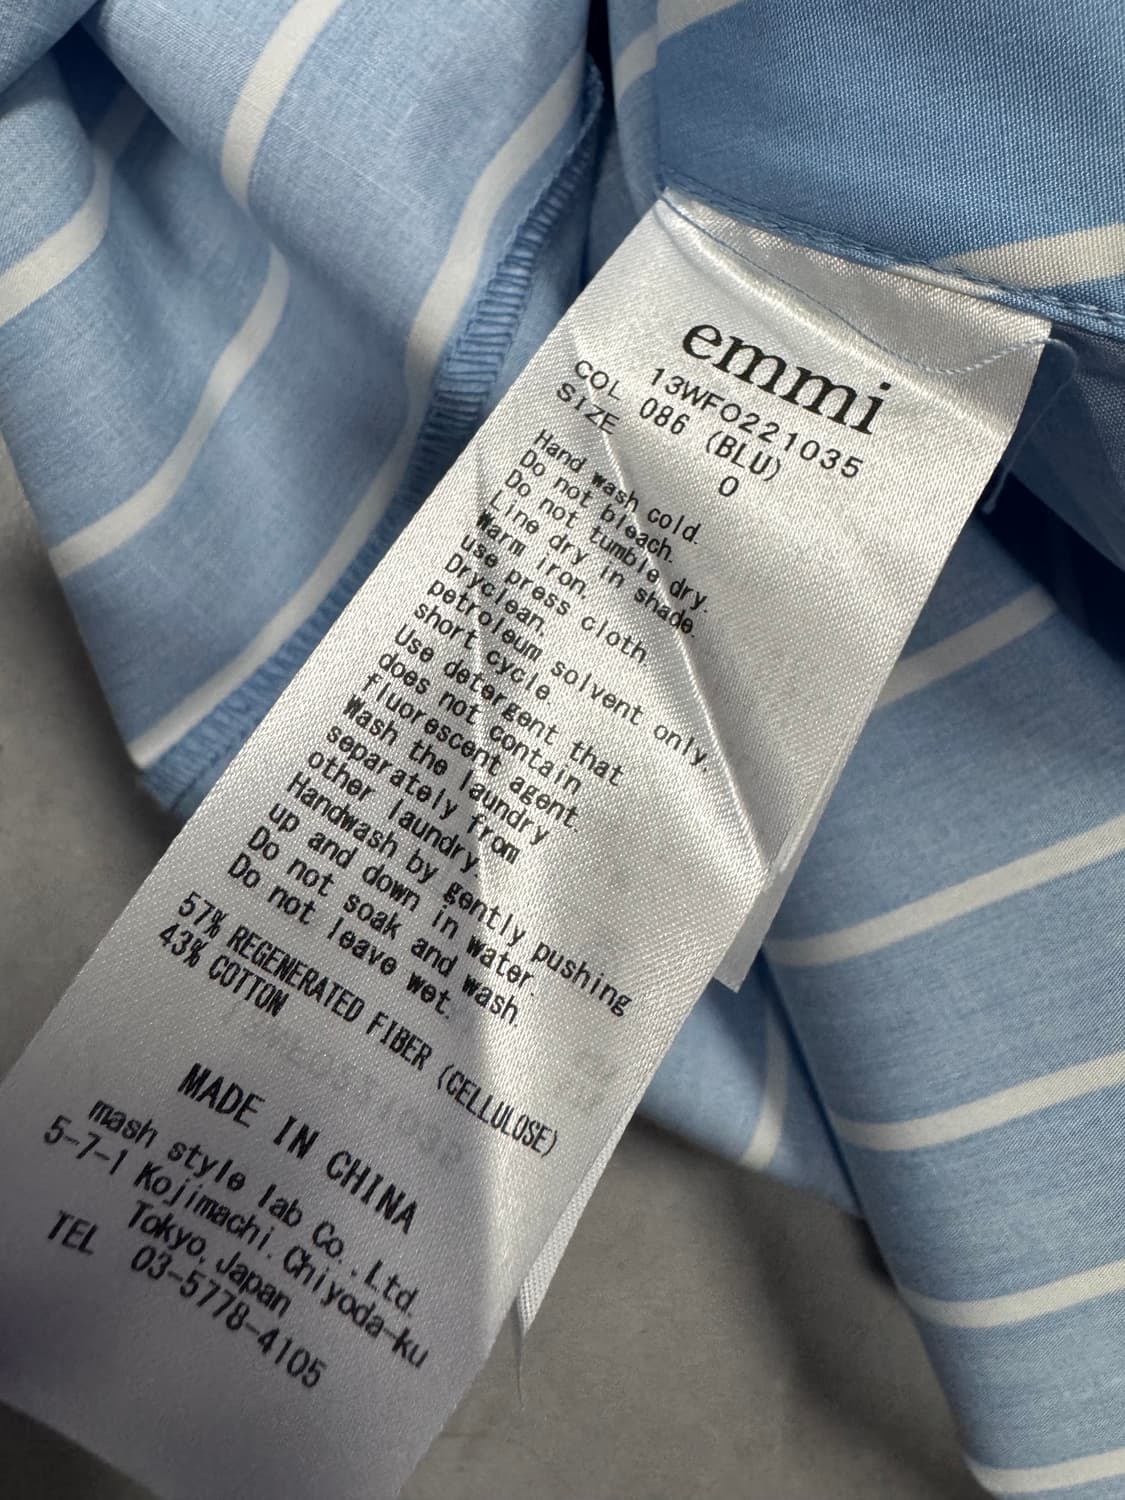 emmi
13WFO221035
COL 086 (BLU)
SIZE 0
Hand wash cold.
Do not bleach.
Do not tumble dry.
Line dry in shade.
Warm iron.
use press cloth.
Dryclean.
petroleum solvent only.
short cycle.
Use detergent that
does not contain
fluorescent agent.
Wash the laundry
separately from
other laundry.
Handwash by gently pushing
up and down in water.
Do not soak and wash.
Do not leave wet.
57% REGENERATED FIBER (CELLULOSE)
43% COTTON
MADE IN CHINA
mash style lab Co., Ltd.
5-7-1 Kojimachi, Chiyoda-ku
Tokyo, Japan
TEL 03-5778-4105